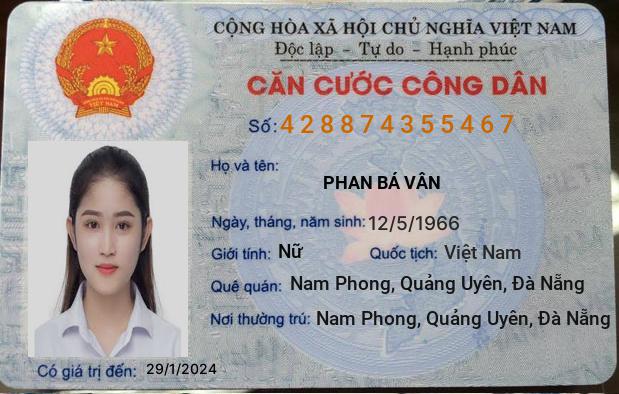 CỘNG HÒA XÃ HỘI CHỦ NGHĨA VIỆT NAM
Độc lập - Tự do - Hạnh phúc
CĂN CƯỚC CÔNG DÂN
Số: 428874355467
Họ và tên:
PHAN BÁ VÂN
Ngày, tháng, năm sinh: 12/5/1966
Giới tính: Nữ Quốc tịch: Việt Nam
Quê quán: Nam Phong, Quảng Uyên, Đà Nẵng
Nơi thường trú: Nam Phong, Quảng Uyên, Đà Nẵng
Có giá trị đến: 29/1/2024
VIỆT NAM